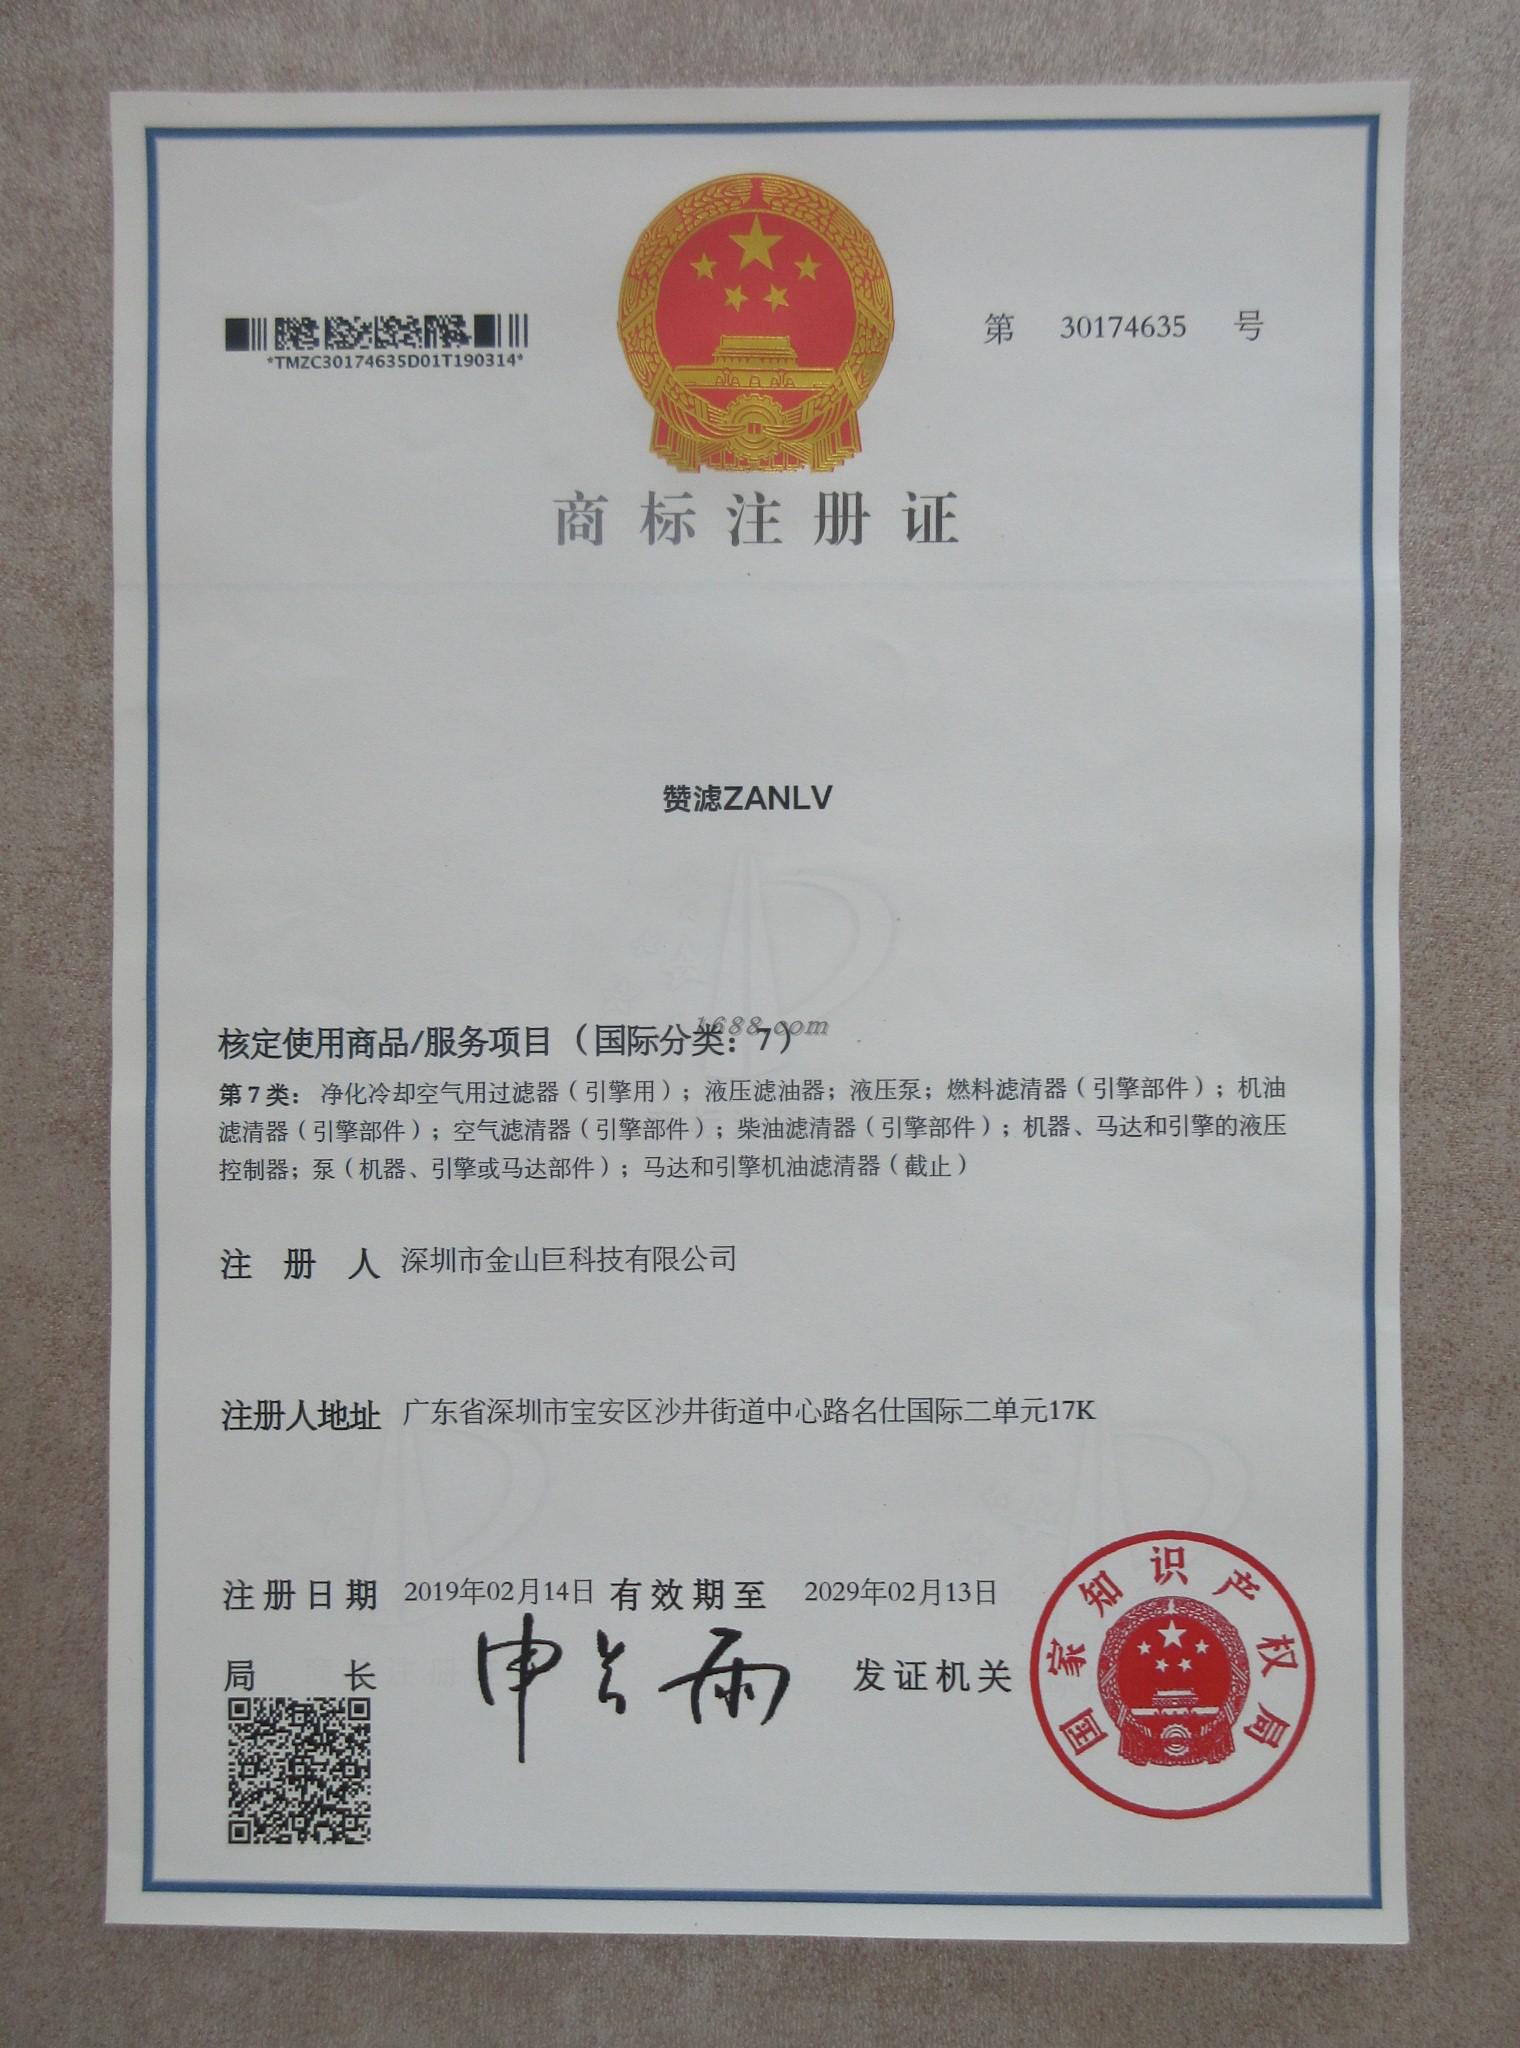 *TMZC30174635D01T190314*
第 30174635 号
商标注册证
赞滤ZANLV
1688.com
核定使用商品/服务项目（国际分类：7）
第7类： 净化冷却空气用过滤器（引擎用）；液压滤油器；液压泵；燃料滤清器（引擎部件）；机油
滤清器（引擎部件）；空气滤清器（引擎部件）；柴油滤清器（引擎部件）；机器、马达和引擎的液压
控制器；泵（机器、引擎或马达部件）；马达和引擎机油滤清器（截止）
注册人 深圳市金山巨科技有限公司
注册人地址 广东省深圳市宝安区沙井街道中心路名仕国际二单元17K
注册日期 2019年02月14日 有效期至 2029年02月13日
局长 申长雨 发证机关
国家知识产权局